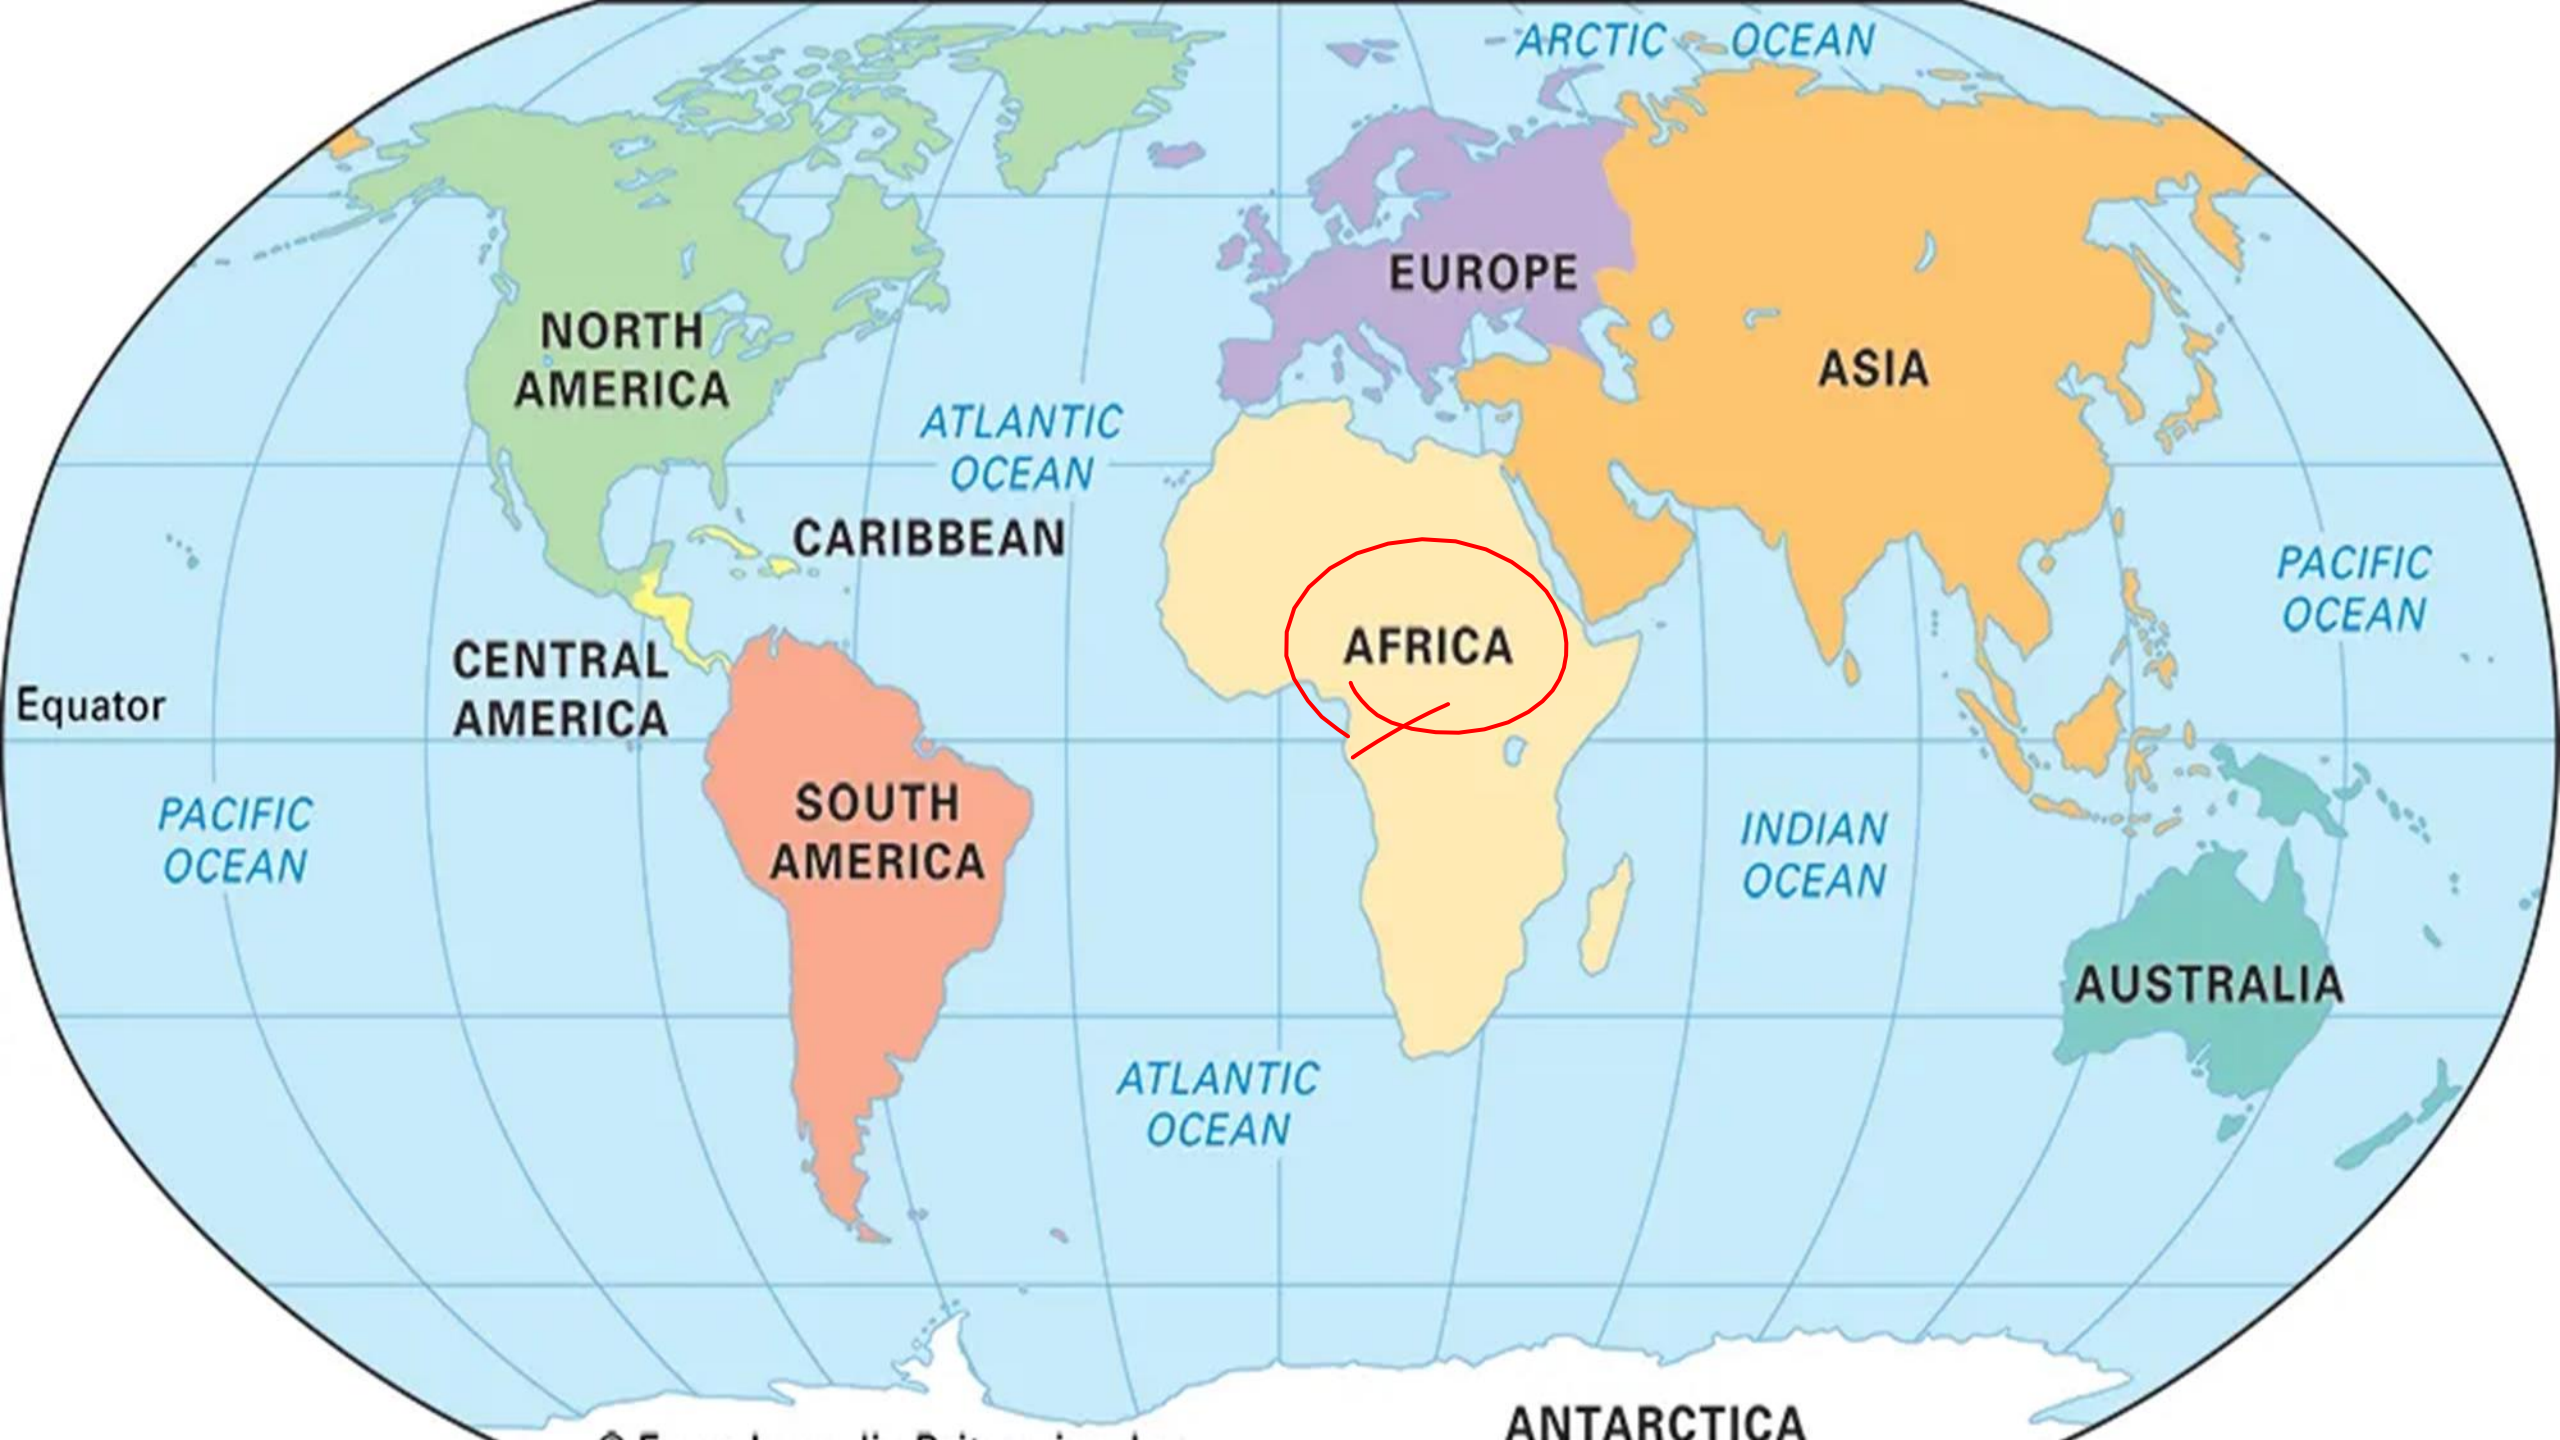 ARCTIC OCEAN
EUROPE
NORTH
AMERICA
ASIA
ATLANTIC
OCEAN
CARIBBEAN
PACIFIC
OCEAN
AFRICA
CENTRAL
AMERICA
Equator
SOUTH
AMERICA
PACIFIC
OCEAN
INDIAN
OCEAN
AUSTRALIA
ATLANTIC
OCEAN
ANTARCTICA